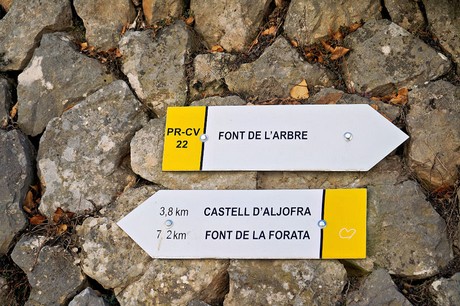 PR-CV
22
FONT DE L'ARBRE
3,8 km CASTELL D'ALJOFRA
7,2 km FONT DE LA FORATA